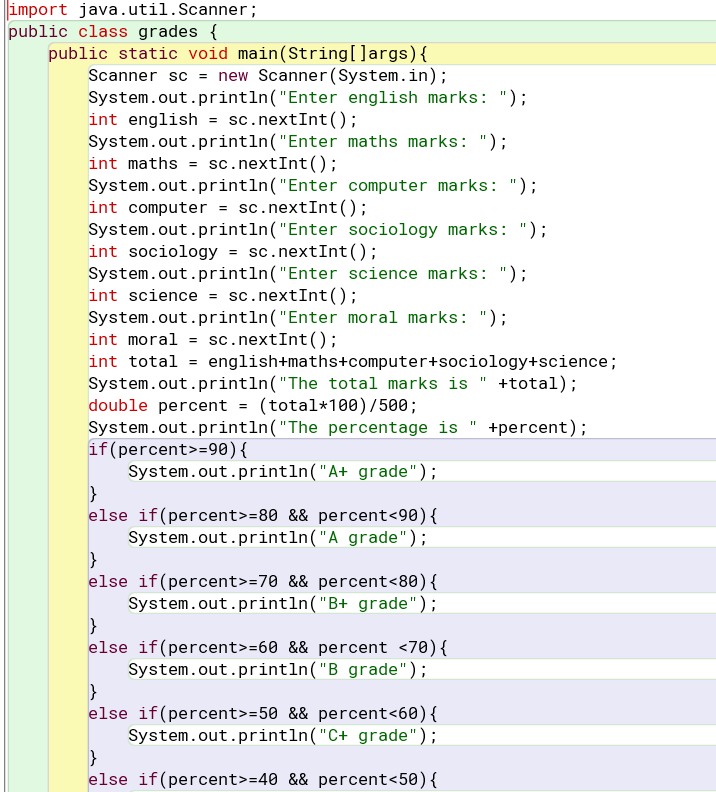 import java.util.Scanner;
public class grades {
public static void main(String[]args){
Scanner sc = new Scanner(System.in);
System.out.println("Enter english marks: ");
int english = sc.nextInt();
System.out.println("Enter maths marks: ");
int maths = sc.nextInt();
System.out.println("Enter computer marks: ");
int computer = sc.nextInt();
System.out.println("Enter sociology marks: ");
int sociology = sc.nextInt();
System.out.println("Enter science marks: ");
int science = sc.nextInt();
System.out.println("Enter moral marks: ");
int moral = sc.nextInt();
int total = english+maths+computer+sociology+science;
System.out.println("The total marks is " +total);
double percent = (total*100)/500;
System.out.println("The percentage is " +percent);
if(percent>=90){
System.out.println("A+ grade");
}
else if(percent>=80 && percent<90){
System.out.println("A grade");
}
else if(percent>=70 && percent<80){
System.out.println("B+ grade");
}
else if(percent>=60 && percent <70){
System.out.println("B grade");
}
else if(percent>=50 && percent<60){
System.out.println("C+ grade");
}
else if(percent>=40 && percent<50){